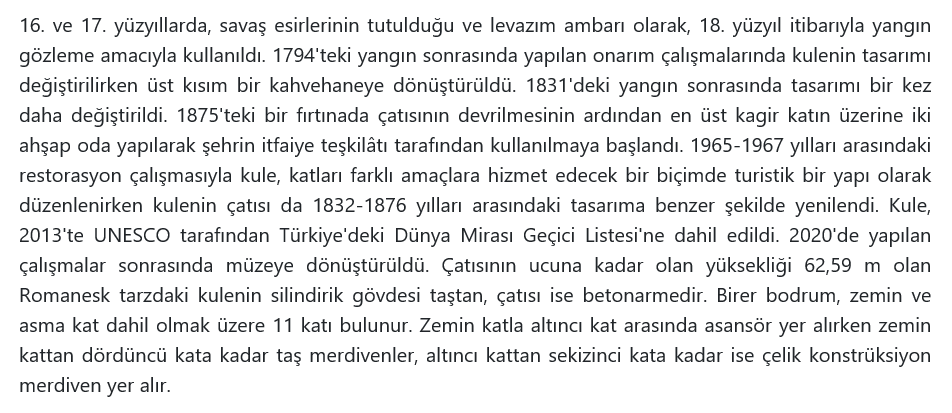 16. ve 17. yüzyıllarda, savaş esirlerinin tutulduğu ve levazım ambarı olarak, 18. yüzyıl itibarıyla yangın
gözleme amacıyla kullanıldı. 1794'teki yangın sonrasında yapılan onarım çalışmalarında kulenin tasarımı
değiştirilirken üst kısım bir kahvehaneye dönüştürüldü. 1831'deki yangın sonrasında tasarımı bir kez
daha değiştirildi. 1875'teki bir fırtınada çatısının devrilmesinin ardından en üst kagir katın üzerine iki
ahşap oda yapılarak şehrin itfaiye teşkilâtı tarafından kullanılmaya başlandı. 1965-1967 yılları arasındaki
restorasyon çalışmasıyla kule, katları farklı amaçlara hizmet edecek bir biçimde turistik bir yapı olarak
düzenlenirken kulenin çatısı da 1832-1876 yılları arasındaki tasarıma benzer şekilde yenilendi. Kule,
2013'te UNESCO tarafından Türkiye'deki Dünya Mirası Geçici Listesi'ne dahil edildi. 2020'de yapılan
çalışmalar sonrasında müzeye dönüştürüldü. Çatısının ucuna kadar olan yüksekliği 62,59 m olan
Romanesk tarzdaki kulenin silindirik gövdesi taştan, çatısı ise betonarmedir. Birer bodrum, zemin ve
asma kat dahil olmak üzere 11 katı bulunur. Zemin katla altıncı kat arasında asansör yer alırken zemin
kattan dördüncü kata kadar taş merdivenler, altıncı kattan sekizinci kata kadar ise çelik konstrüksiyon
merdiven yer alır.